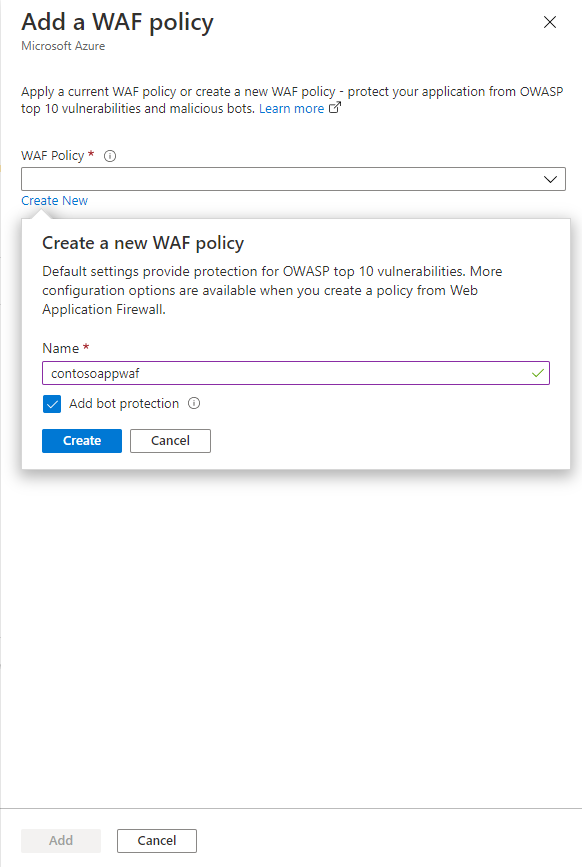 Add a WAF policy
Microsoft Azure
Apply a current WAF policy or create a new WAF policy - protect your application from OWASP
top 10 vulnerabilities and malicious bots. Learn more
WAF Policy *
Create New
Create a new WAF policy
Default settings provide protection for OWASP top 10 vulnerabilities. More
configuration options are available when you create a policy from Web
Application Firewall.
Name *
contosoappwaf
Add bot protection
Create Cancel
Add Cancel